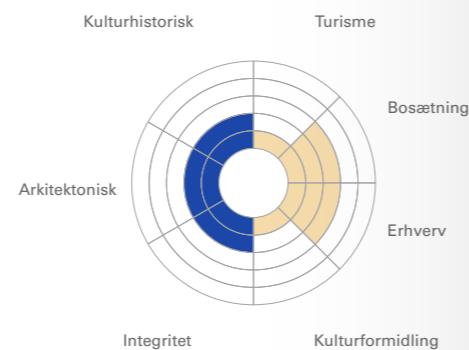 Kulturhistorisk
Turisme
Bosætning
Arkitektonisk
Erhverv
Integritet
Kulturformidling